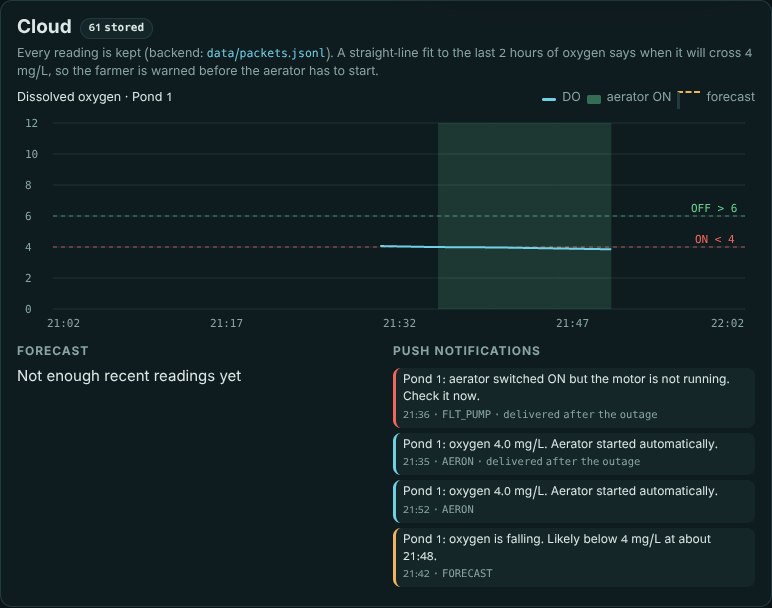 Cloud 61 stored
Every reading is kept (backend: data/packets.jsonl). A straight-line fit to the last 2 hours of oxygen says when it will cross 4
mg/L, so the farmer is warned before the aerator has to start.
Dissolved oxygen · Pond 1
DO aerator ON forecast
12
10
8
6
4
2
0
OFF > 6
ON < 4
21:02 21:17 21:32 21:47 22:02
FORECAST
Not enough recent readings yet
PUSH NOTIFICATIONS
Pond 1: aerator switched ON but the motor is not running.
Check it now.
21:36 · FLT_PUMP · delivered after the outage
Pond 1: oxygen 4.0 mg/L. Aerator started automatically.
21:35 · AERON · delivered after the outage
Pond 1: oxygen 4.0 mg/L. Aerator started automatically.
21:52 · AERON
Pond 1: oxygen is falling. Likely below 4 mg/L at about
21:48.
21:42 · FORECAST